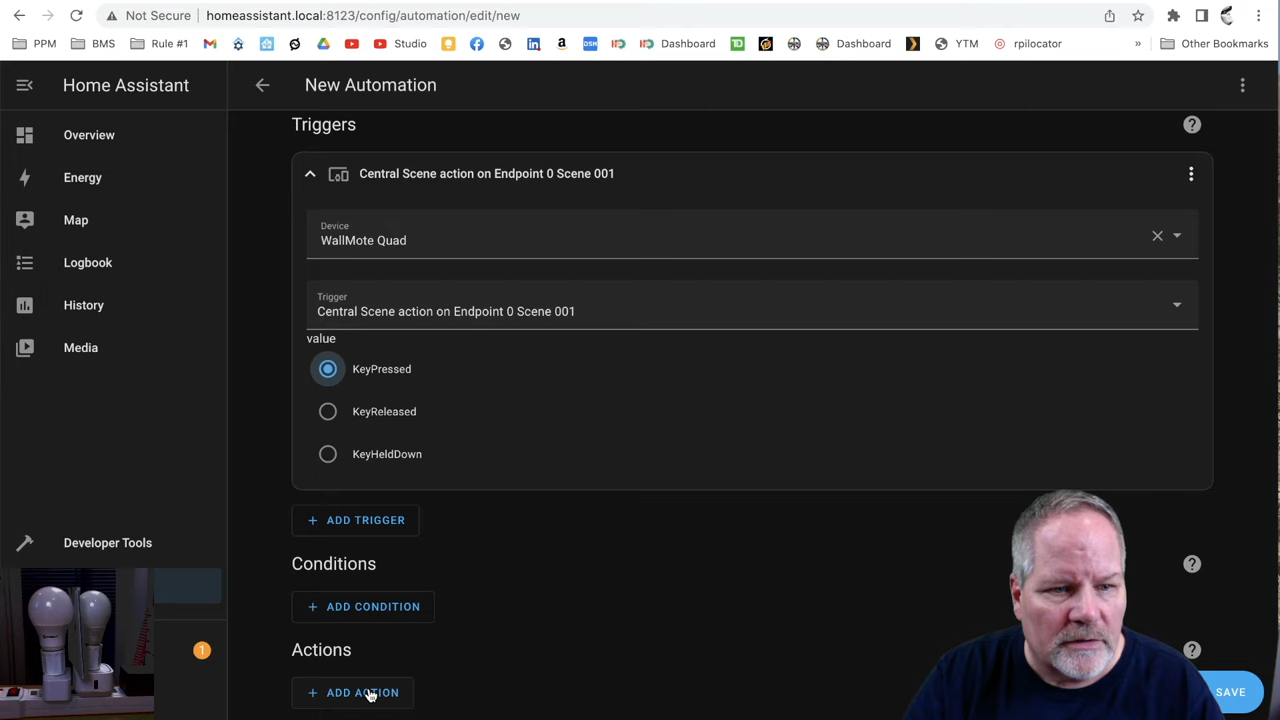 Not Secure
homeassistant.local:8123/config/automation/edit/new
PPM
BMS
Rule #1
Studio
Dashboard
Dashboard
YTM
rpilocator
»
Other Bookmarks
Home Assistant
New Automation
Overview
Energy
Map
Logbook
History
Media
Developer Tools
1
Triggers
Central Scene action on Endpoint 0 Scene 001
Device
WallMote Quad
Trigger
Central Scene action on Endpoint 0 Scene 001
value
KeyPressed
KeyReleased
KeyHeldDown
+ ADD TRIGGER
Conditions
+ ADD CONDITION
Actions
+ ADD ACTION
SAVE